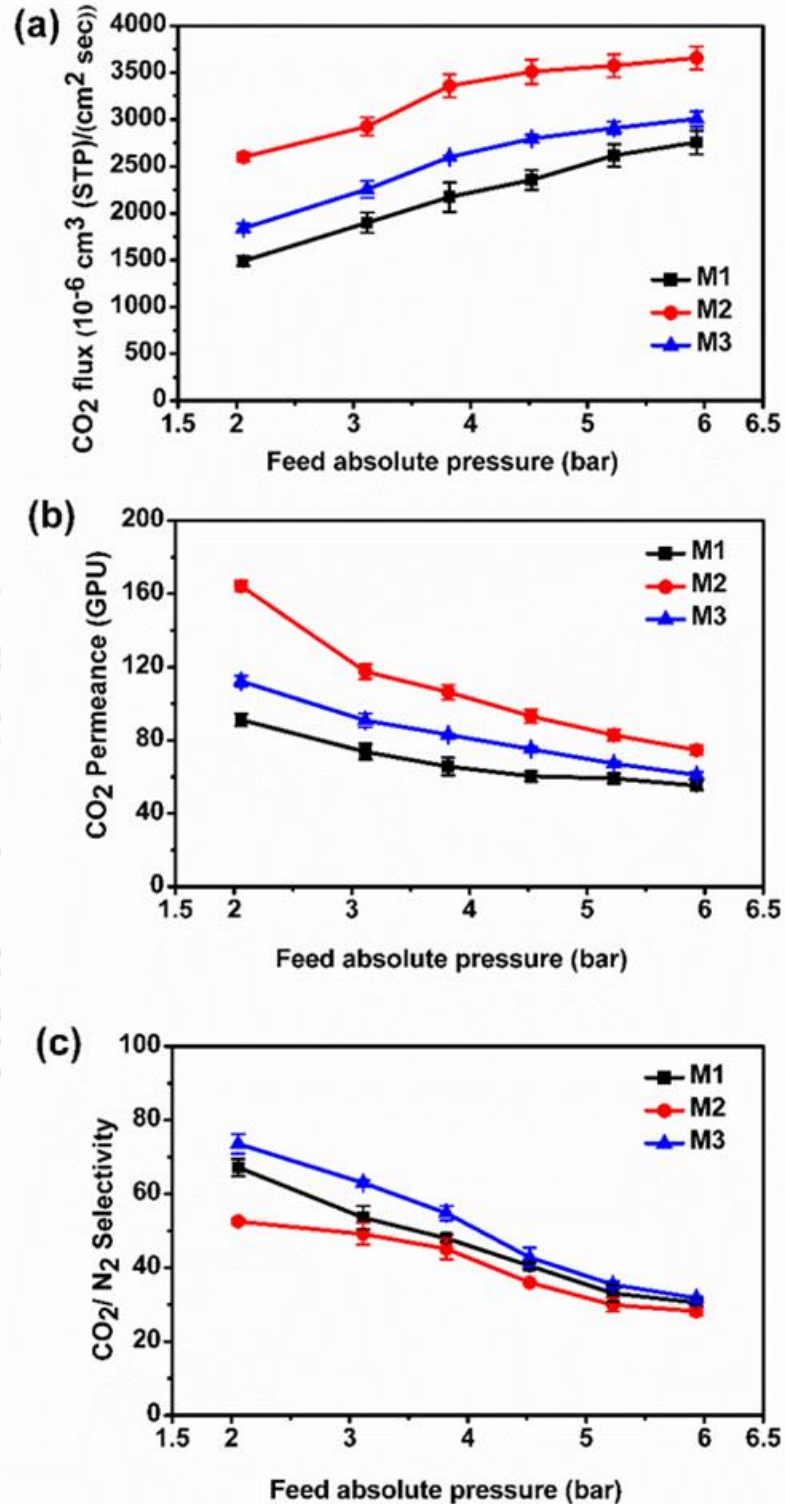 (a)
CO2 flux (10-6 cm3 (STP)/(cm2 sec))
4000
3500
3000
2500
2000
1500
1000
500
0
M1
M2
M3
1.5 2 3 4 5 6 6.5
Feed absolute pressure (bar)
(b)
CO2 Permeance (GPU)
200
160
120
80
40
0
M1
M2
M3
1.5 2 3 4 5 6 6.5
Feed absolute pressure (bar)
(c)
CO2/ N2 Selectivity
100
80
60
40
20
0
M1
M2
M3
1.5 2 3 4 5 6 6.5
Feed absolute pressure (bar)